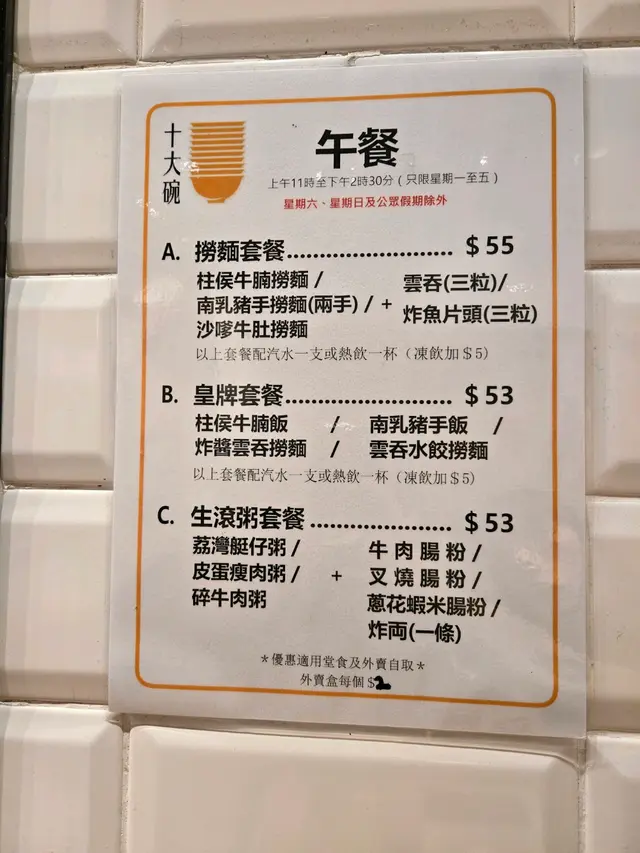 十大碗
午餐
上午11時至下午2時30分（只限星期一至五）
星期六、星期日及公眾假期除外
A. 撈麵套餐........................ $ 55
柱侯牛腩撈麵 /
南乳豬手撈麵(兩手) / +
沙嗲牛肚撈麵
雲吞(三粒)/
炸魚片頭(三粒)
以上套餐配汽水一支或熱飲一杯（凍飲加＄5）
B. 皇牌套餐........................ $ 53
柱侯牛腩飯 / 南乳豬手飯 /
炸醬雲吞撈麵 / 雲吞水餃撈麵
以上套餐配汽水一支或熱飲一杯（凍飲加＄5）
C. 生滾粥套餐 .................... $ 53
荔灣艇仔粥 /
皮蛋瘦肉粥 / +
碎牛肉粥
牛肉腸粉 /
叉燒腸粉 /
蔥花蝦米腸粉 /
炸両(一條)
＊優惠適用堂食及外賣自取＊
外賣盒每個 $2